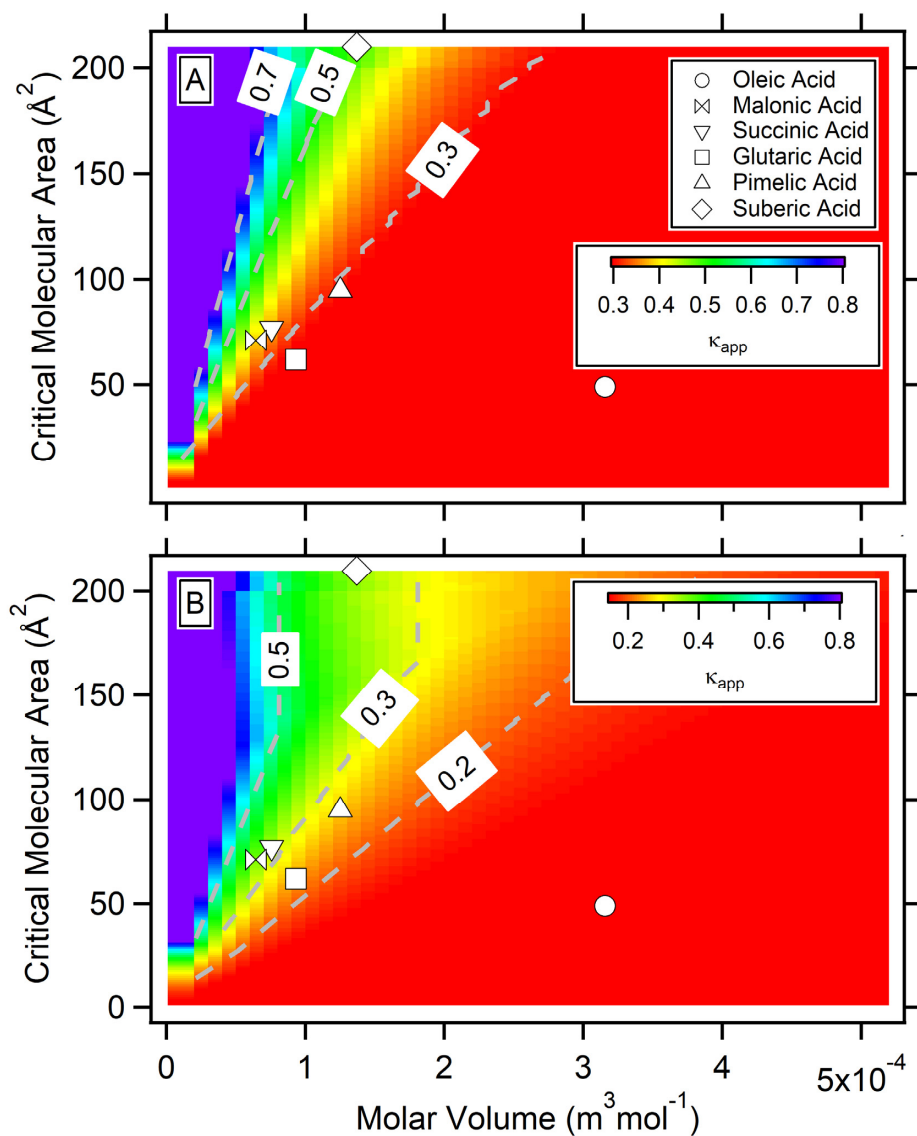 A
0.7
0.5
0.3
Oleic Acid
Malonic Acid
Succinic Acid
Glutaric Acid
Pimelic Acid
Suberic Acid
0.3 0.4 0.5 0.6 0.7 0.8
κapp
200
150
100
50
Critical Molecular Area (Å²)
B
0.5
0.3
0.2
0.2 0.4 0.6 0.8
κapp
200
150
100
50
0
Critical Molecular Area (Å²)
0 1 2 3 4 5x10⁻⁴
Molar Volume (m³mol⁻¹)